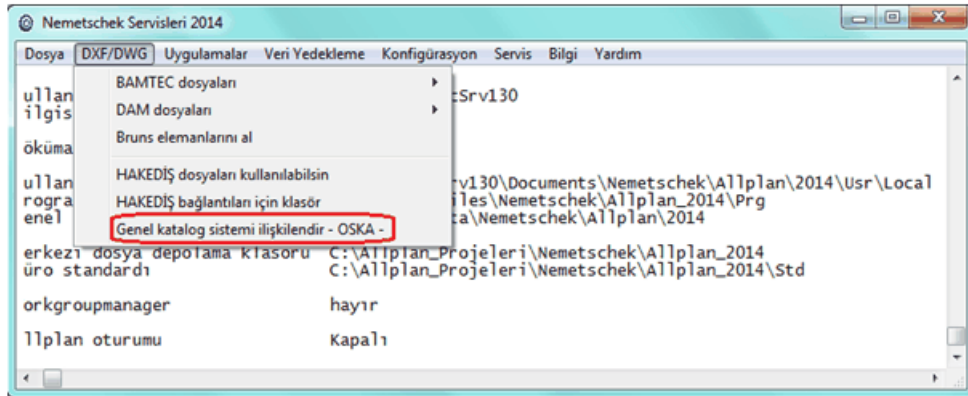 Nemetschek Servisleri 2014
Dosya DXF/DWG Uygulamalar Veri Yedekleme Konfigürasyon Servis Bilgi Yardım
BAMTEC dosyaları
DAM dosyaları
Bruns elemanlarını al
HAKEDİŞ dosyaları kullanılabilsin
HAKEDİŞ bağlantıları için klasör
Genel katalog sistemi ilişkilendir - OSKA -
ullan :Srv130
ilgis
öküma
ullan rv130\Documents\Nemetschek\Allplan\2014\Usr\Local
rogra iles\Nemetschek\Allplan_2014\Prg
enel ta\Nemetschek\Allplan\2014
erkezi dosya depolama klasörü C:\Allplan_Projeleri\Nemetschek\Allplan_2014
üro standardı C:\Allplan_Projeleri\Nemetschek\Allplan_2014\Std
orkgroupmanager hayır
llplan oturumu Kapalı